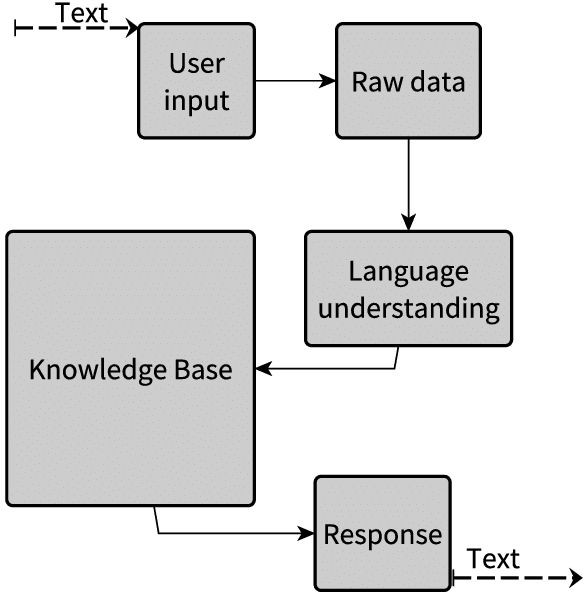 Text
User
input
Raw data
Language
understanding
Knowledge Base
Response
Text